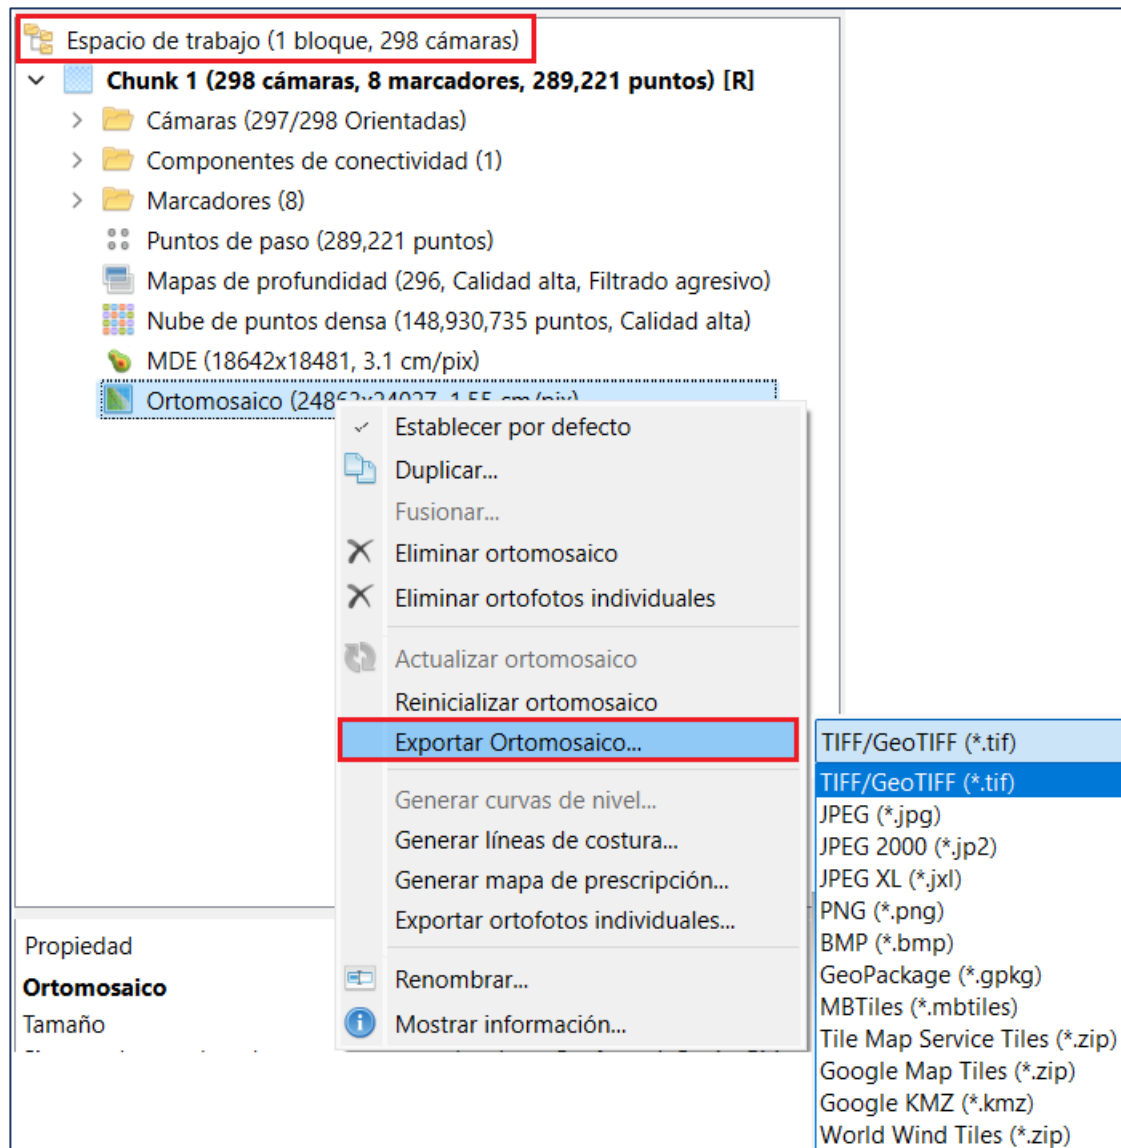 Espacio de trabajo (1 bloque, 298 cámaras)
Chunk 1 (298 cámaras, 8 marcadores, 289,221 puntos) [R]
Cámaras (297/298 Orientadas)
Componentes de conectividad (1)
Marcadores (8)
Puntos de paso (289,221 puntos)
Mapas de profundidad (296, Calidad alta, Filtrado agresivo)
Nube de puntos densa (148,930,735 puntos, Calidad alta)
MDE (18642x18481, 3.1 cm/pix)
Ortomosaico (24862x24027, 1.55 cm/pix)
Establecer por defecto
Duplicar...
Fusionar...
Eliminar ortomosaico
Eliminar ortofotos individuales
Actualizar ortomosaico
Reinicializar ortomosaico
Exportar Ortomosaico...
Generar curvas de nivel...
Generar líneas de costura...
Generar mapa de prescripción...
Exportar ortofotos individuales...
Renombrar...
Mostrar información...
TIFF/GeoTIFF (*.tif)
TIFF/GeoTIFF (*.tif)
JPEG (*.jpg)
JPEG 2000 (*.jp2)
JPEG XL (*.jxl)
PNG (*.png)
BMP (*.bmp)
GeoPackage (*.gpkg)
MBTiles (*.mbtiles)
Tile Map Service Tiles (*.zip)
Google Map Tiles (*.zip)
Google KMZ (*.kmz)
World Wind Tiles (*.zip)
Propiedad
Ortomosaico
Tamaño